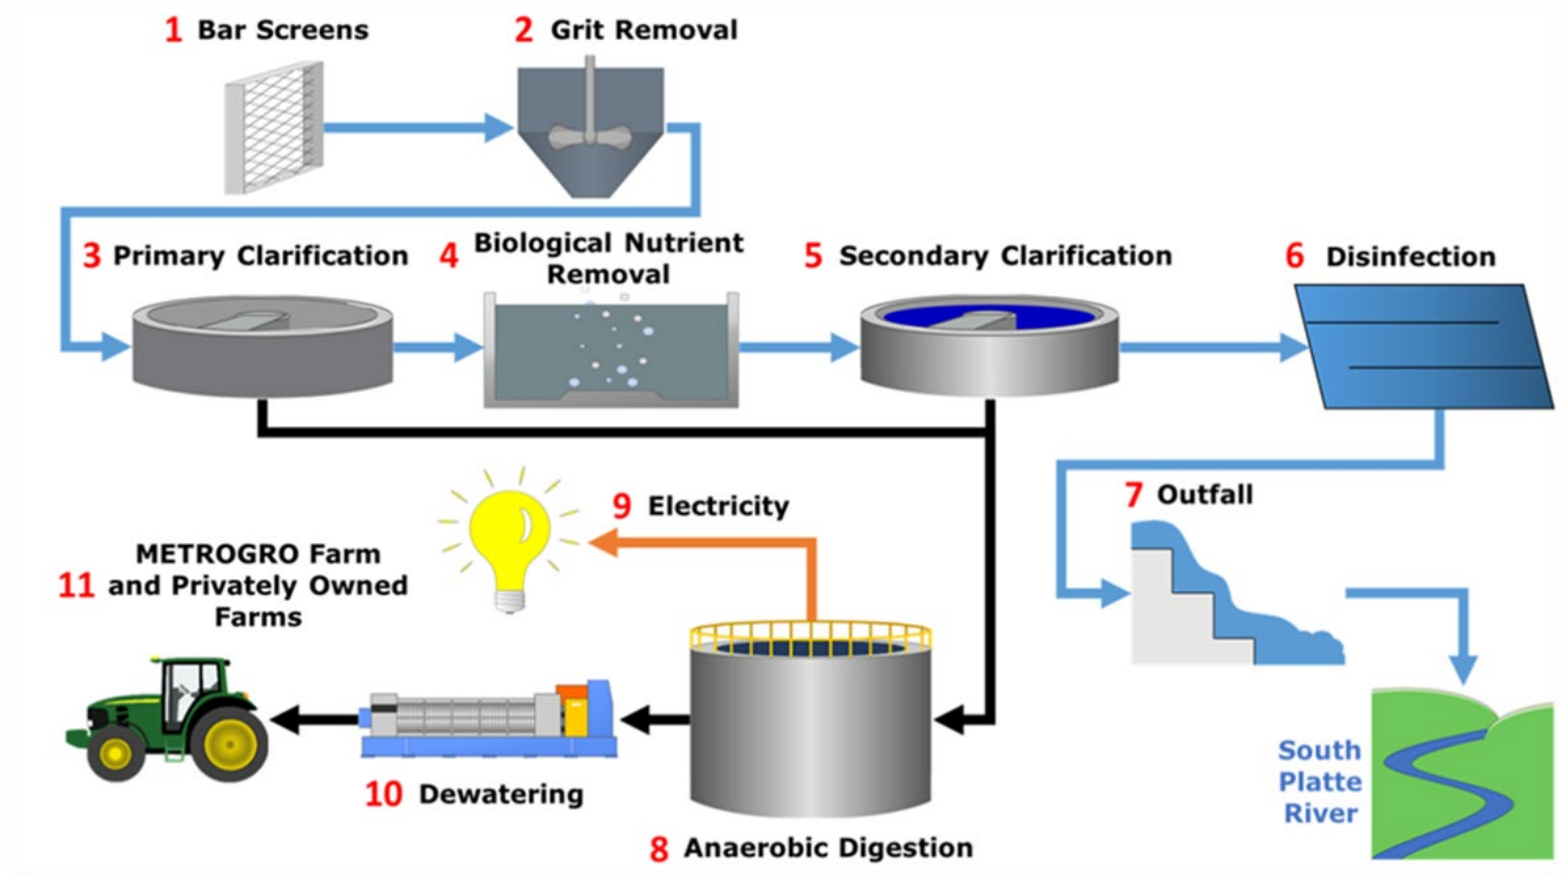 1 Bar Screens
2 Grit Removal
3 Primary Clarification
4 Biological Nutrient
Removal
5 Secondary Clarification
6 Disinfection
7 Outfall
9 Electricity
METROGRO Farm
11 and Privately Owned
Farms
South
Platte
River
10 Dewatering
8 Anaerobic Digestion